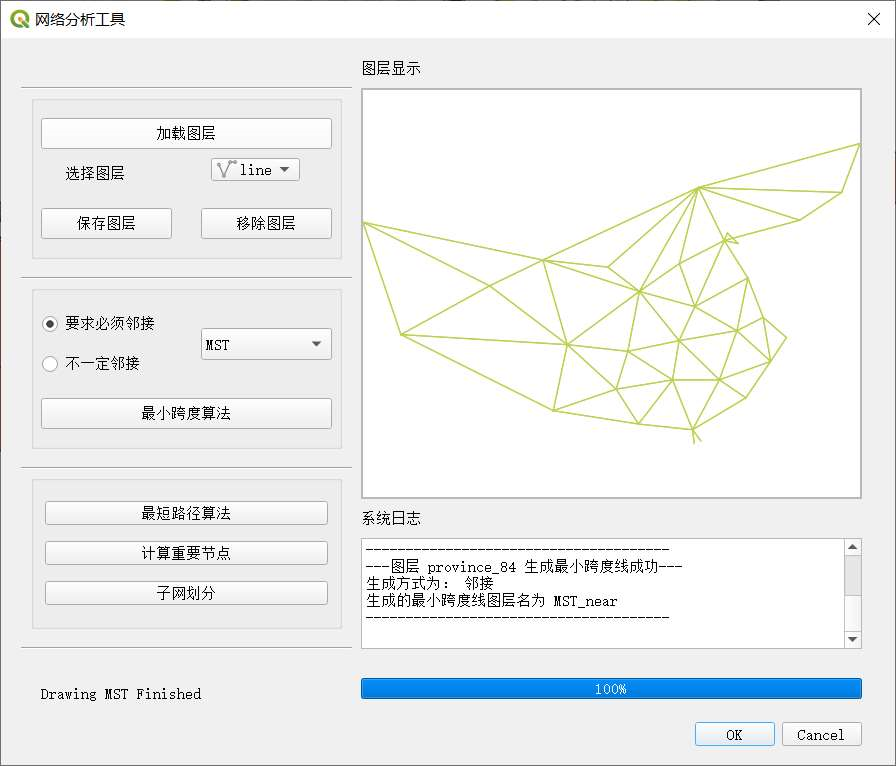 网络分析工具
图层显示
加载图层
选择图层
line
保存图层
移除图层
要求必须邻接
不一定邻接
MST
最小跨度算法
最短路径算法
计算重要节点
子网划分
系统日志
--------------------------------------
---图层 province_84 生成最小跨度线成功---
生成方式为： 邻接
生成的最小跨度线图层名为 MST_near
--------------------------------------
Drawing MST Finished
100%
OK
Cancel